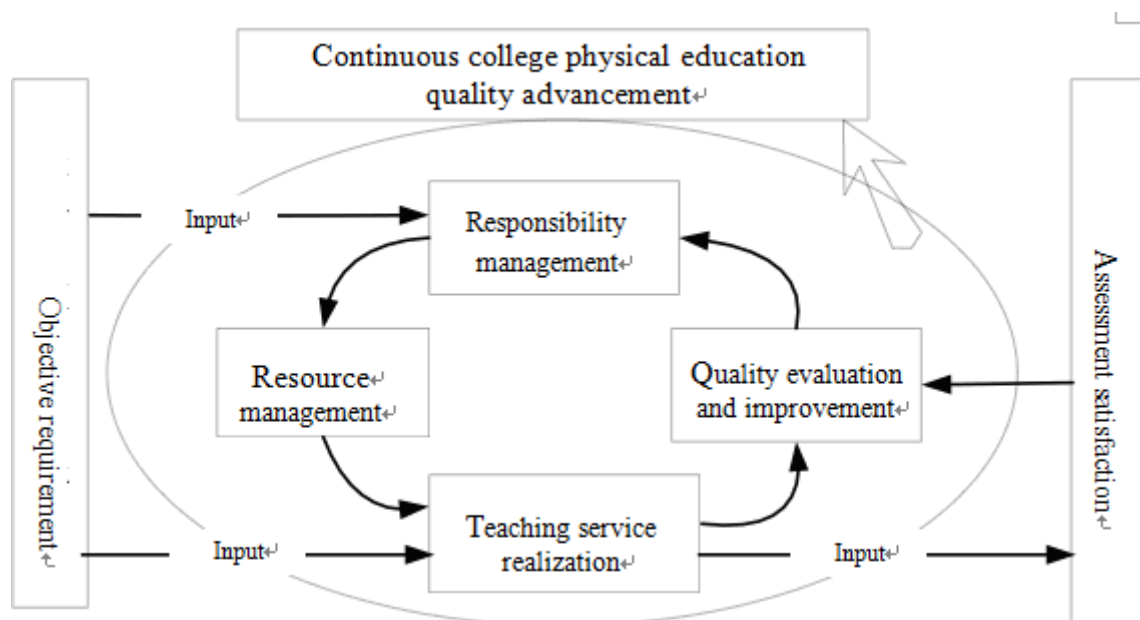 Continuous college physical education
quality advancement↵
Input↵
Responsibility
management↵
Objective requirement↵
Resource↵
management↵
Quality evaluation
and improvement↵
Assessment satisfaction↵
Input↵
Teaching service
realization↵
Input↵